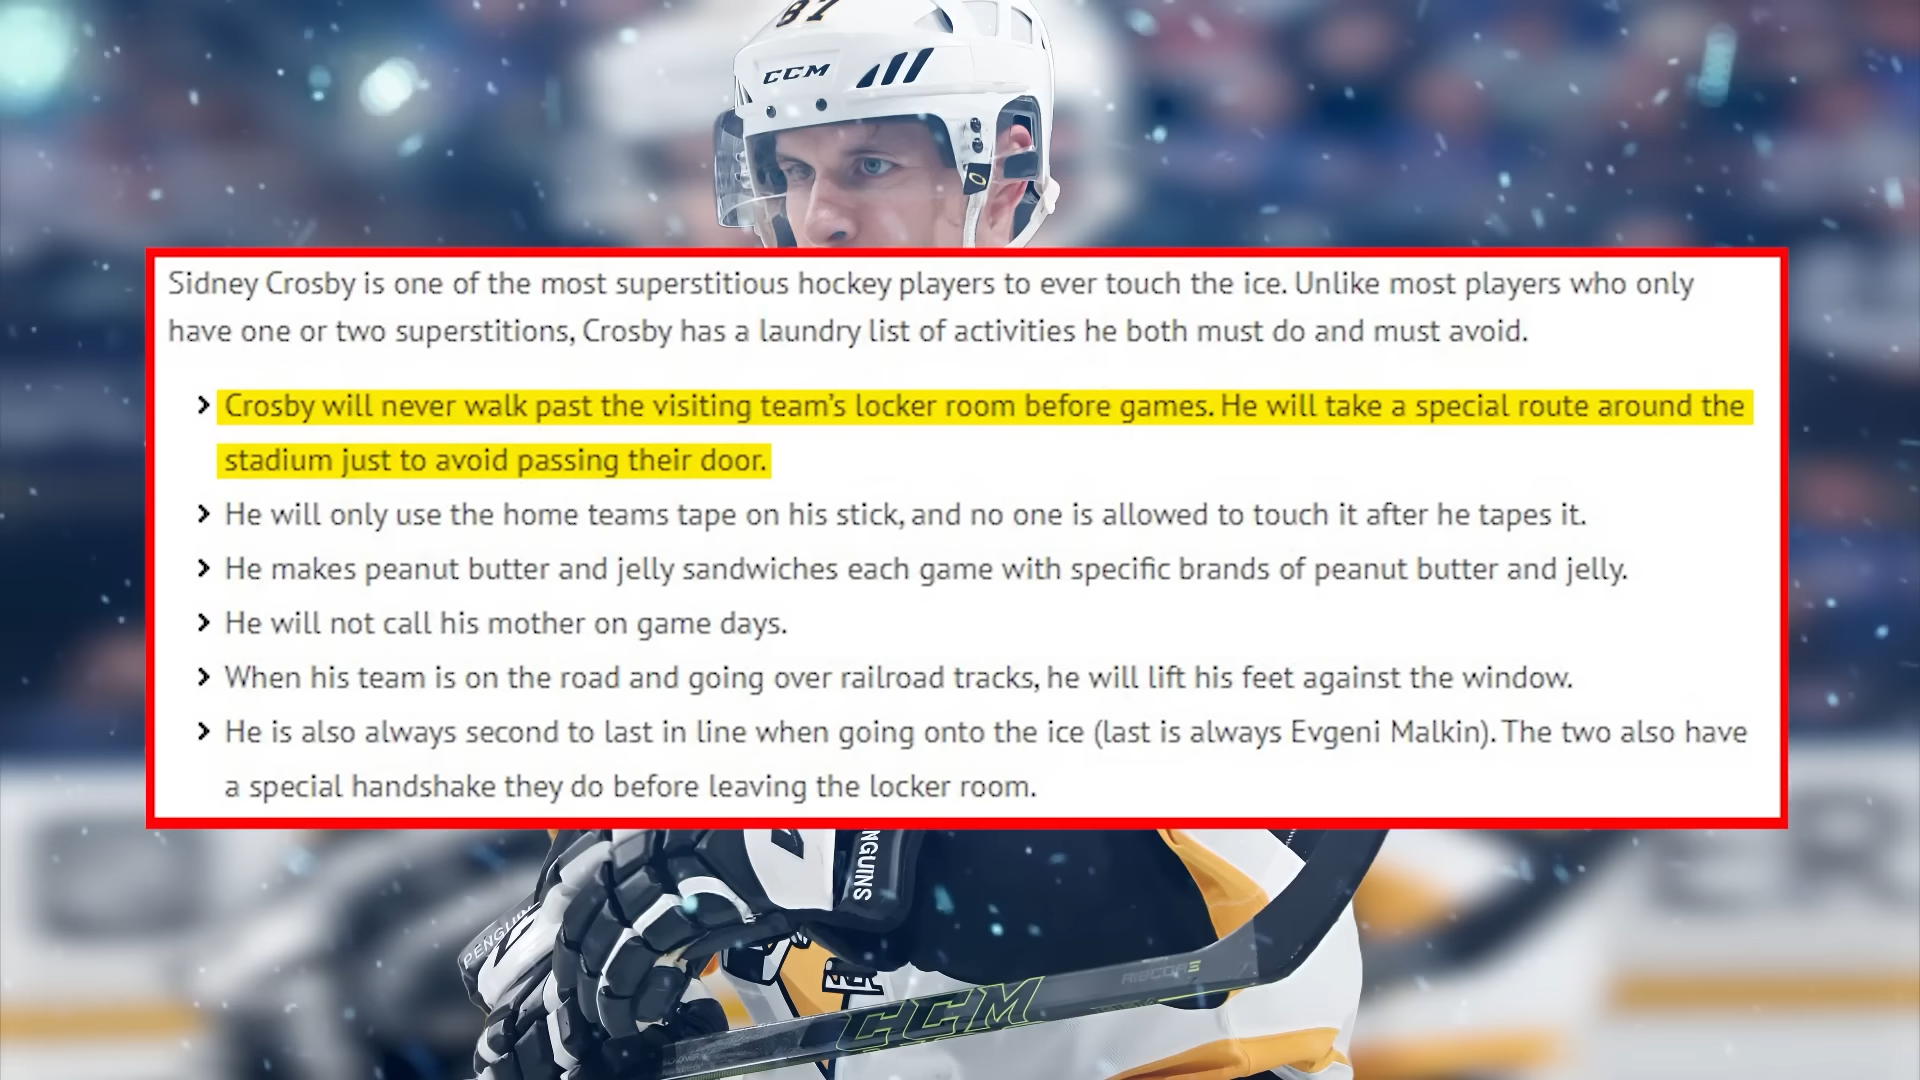 87
CCM
Sidney Crosby is one of the most superstitious hockey players to ever touch the ice. Unlike most players who only
have one or two superstitions, Crosby has a laundry list of activities he both must do and must avoid.
Crosby will never walk past the visiting team’s locker room before games. He will take a special route around the
stadium just to avoid passing their door.
He will only use the home teams tape on his stick, and no one is allowed to touch it after he tapes it.
He makes peanut butter and jelly sandwiches each game with specific brands of peanut butter and jelly.
He will not call his mother on game days.
When his team is on the road and going over railroad tracks, he will lift his feet against the window.
He is also always second to last in line when going onto the ice (last is always Evgeni Malkin). The two also have
a special handshake they do before leaving the locker room.
NGUINS
PENGUIN
CCM
RIBCOR